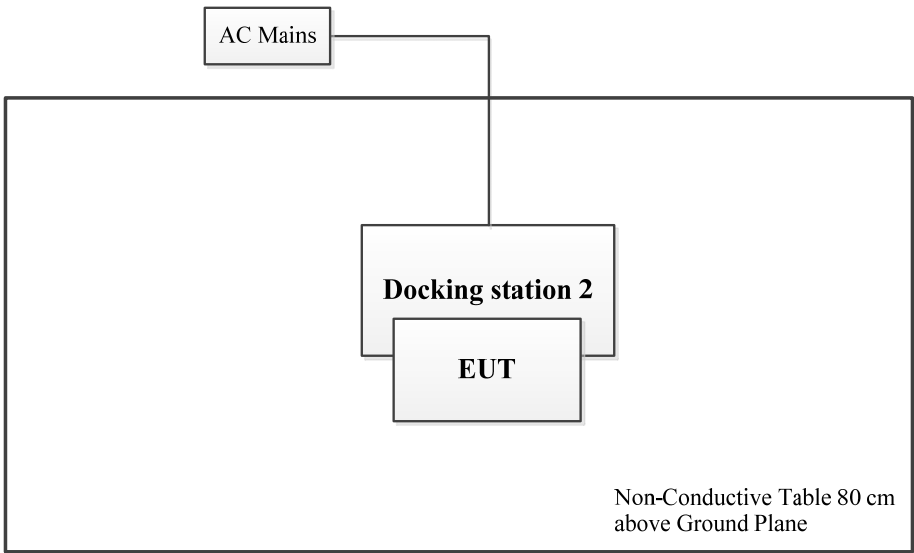 AC Mains
Docking station 2
EUT
Non-Conductive Table 80 cm
above Ground Plane